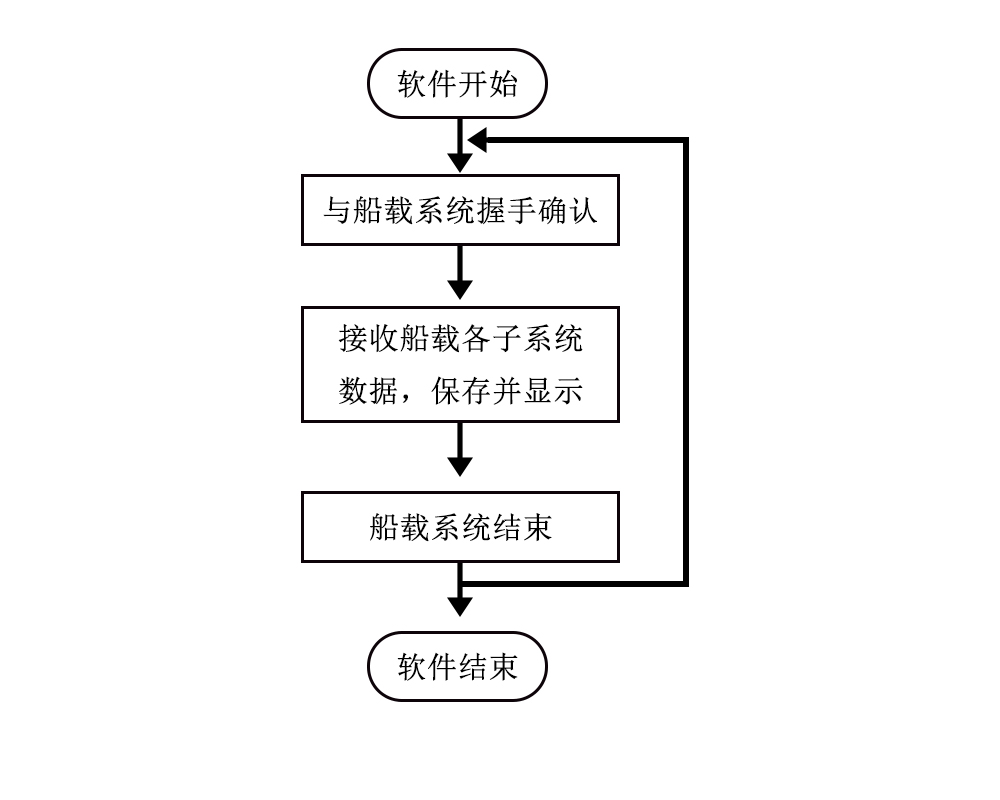 软件开始
与船载系统握手确认
接收船载各子系统
数据，保存并显示
船载系统结束
软件结束